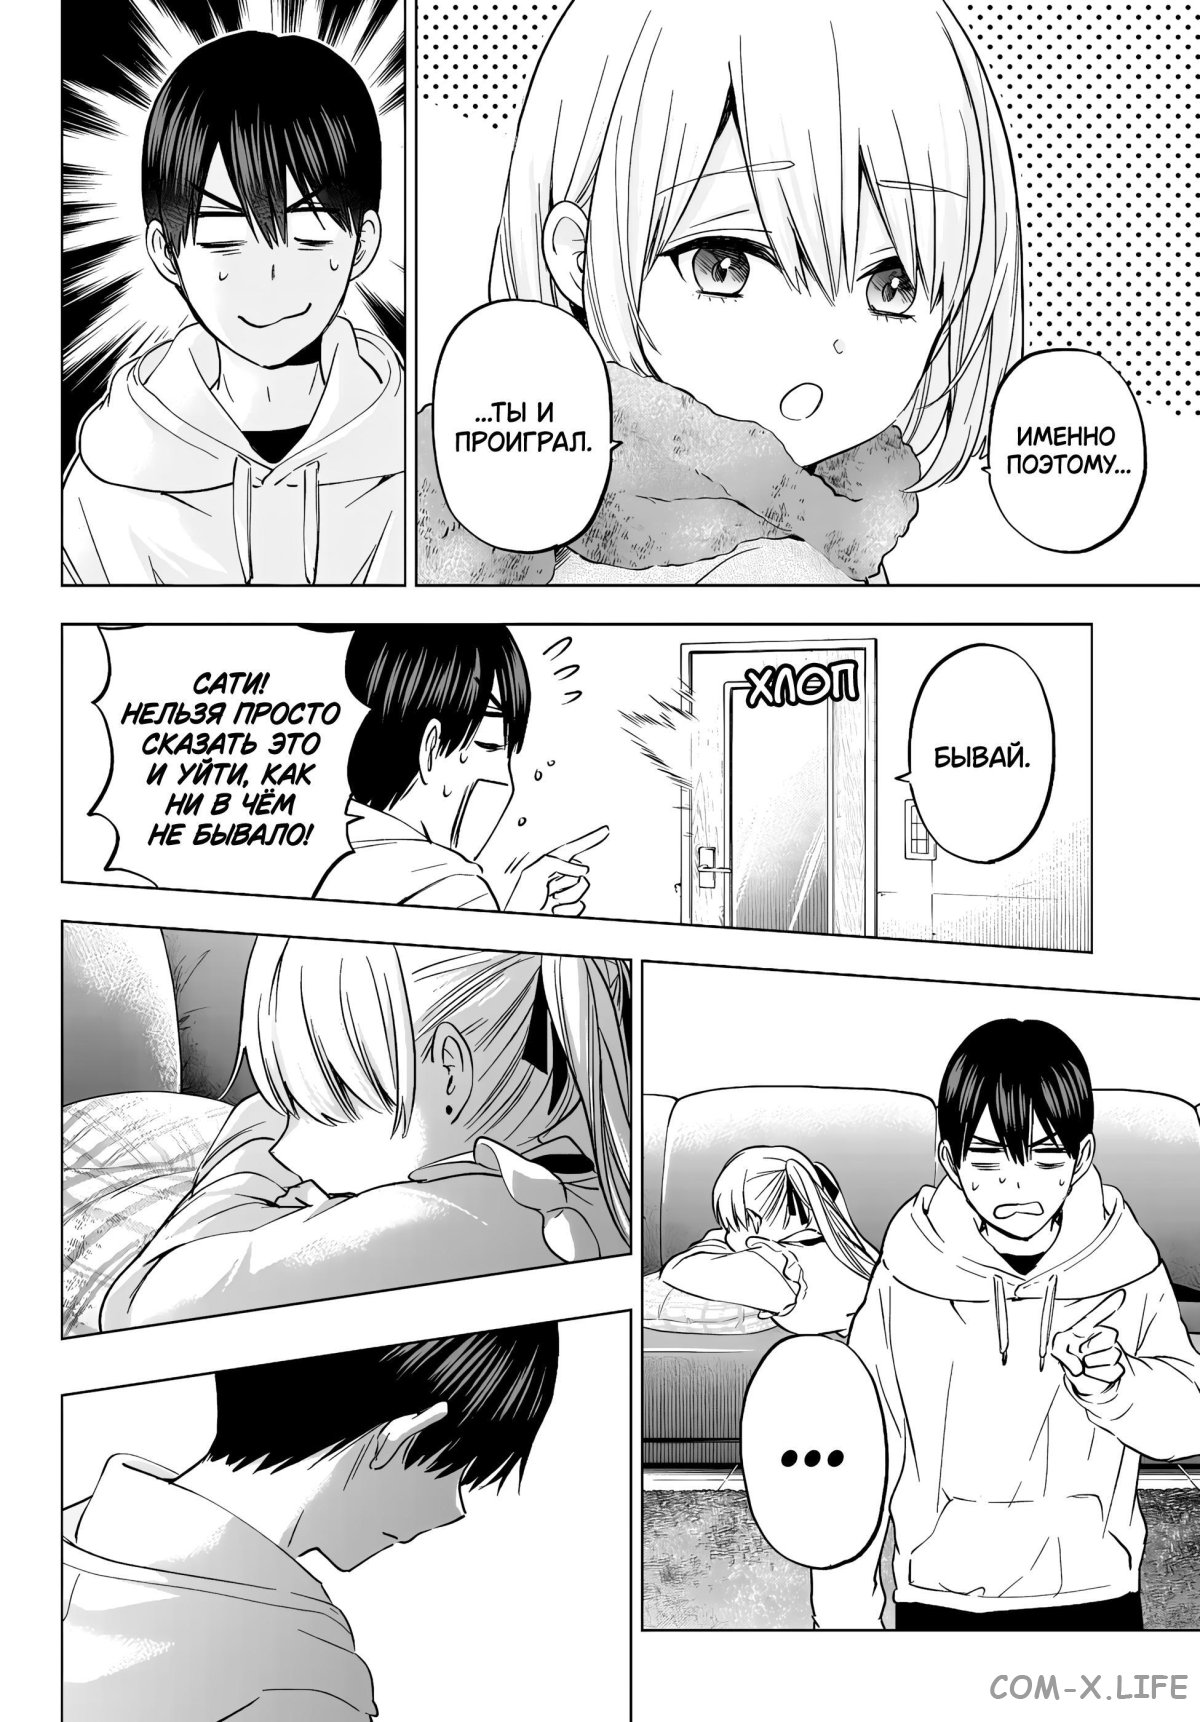 ИМЕННО
ПОЭТОМУ...
...ТЫ И
ПРОИГРАЛ.
БЫВАЙ.
ХЛОП
САТИ!
НЕЛЬЗЯ ПРОСТО
СКАЗАТЬ ЭТО
И УЙТИ, КАК
НИ В ЧЁМ
НЕ БЫВАЛО!
...
COM-X.LIFE